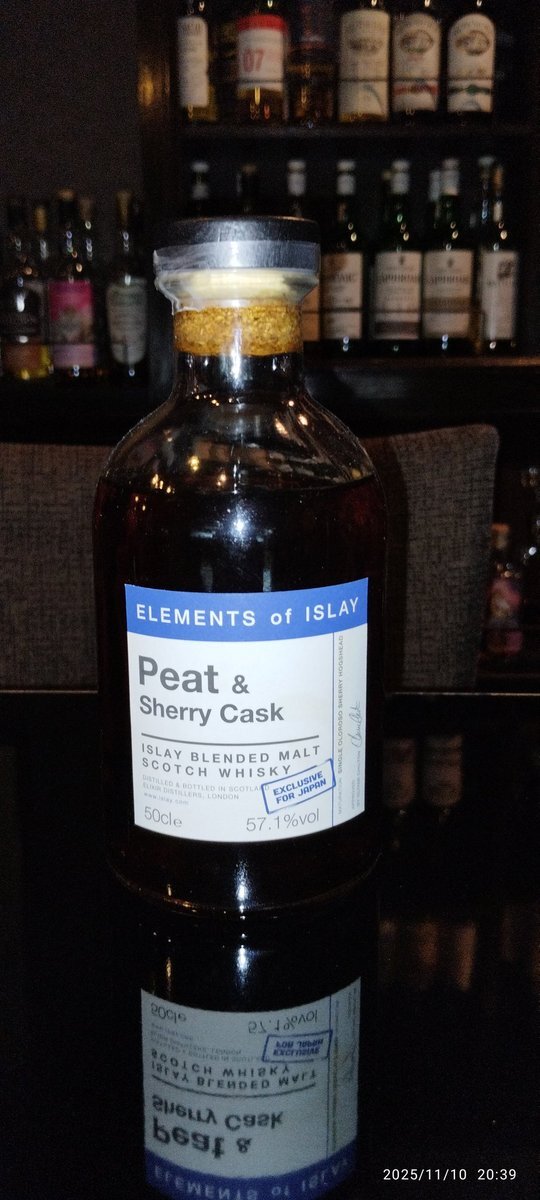 07
ELEMENTS of ISLAY
Peat &
Sherry Cask
ISLAY BLENDED MALT
SCOTCH WHISKY
DISTILLED & BOTTLED IN SCOTLAND
ELIXIR DISTILLERS, LONDON
www.islay.com
EXCLUSIVE
FOR JAPAN
50cle
57.1%vol
SINGLE OLOROSO SHERRY HOGSHEAD
2025/11/10 20:39